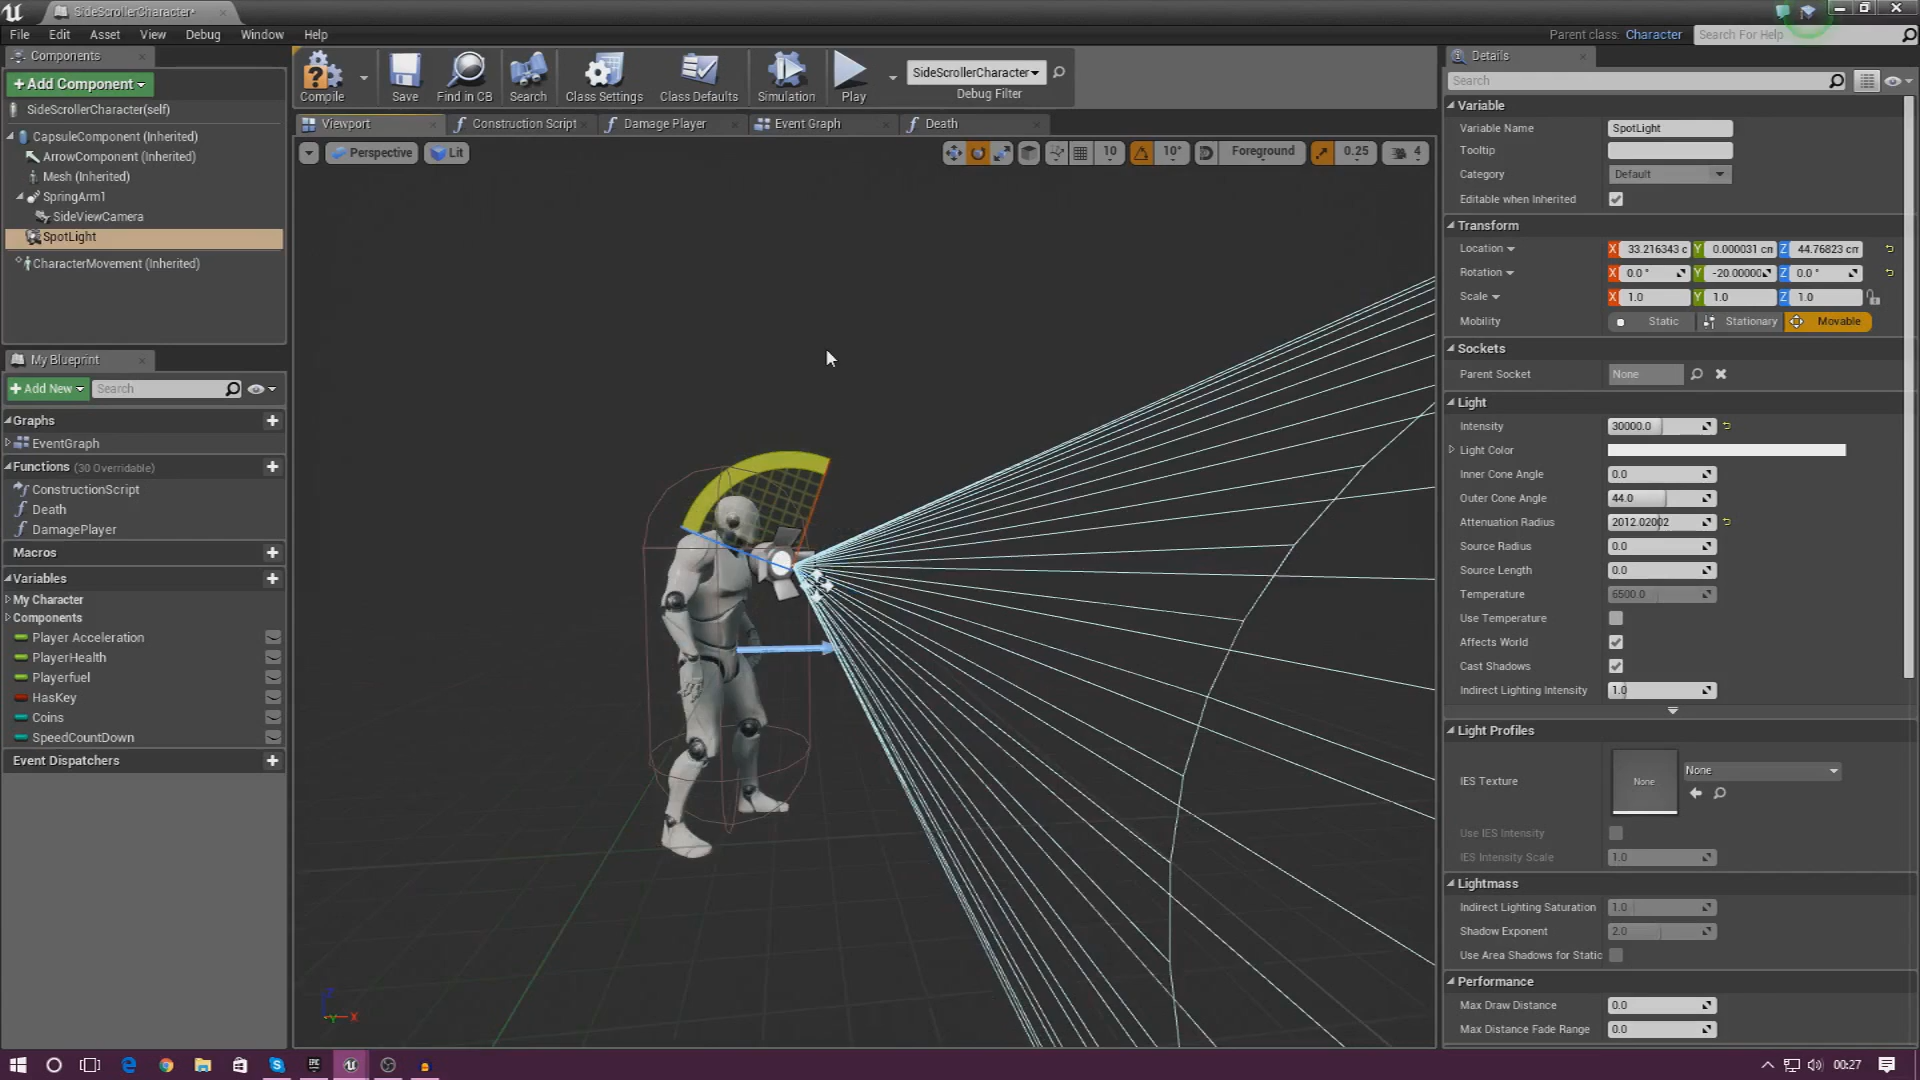 SideScrollerCharacter*
File Edit Asset View Debug Window Help
Parent class: Character
Search For Help
Components
+Add Component
SideScrollerCharacter(self)
CapsuleComponent (Inherited)
ArrowComponent (Inherited)
Mesh (Inherited)
SpringArm1
SideViewCamera
SpotLight
CharacterMovement (Inherited)
My Blueprint
+Add New
Search
Graphs
EventGraph
Functions (30 Overridable)
ConstructionScript
Death
DamagePlayer
Macros
Variables
My Character
Components
Player Acceleration
PlayerHealth
Playerfuel
HasKey
Coins
SpeedCountDown
Event Dispatchers
Compile
Save
Find in CB
Search
Class Settings
Class Defaults
Simulation
Play
SideScrollerCharacter
Debug Filter
Viewport
Construction Script
Damage Player
Event Graph
Death
Perspective
Lit
10
10°
Foreground
0.25
4
Z
Y
X
Details
Search
Variable
Variable Name SpotLight
Tooltip
Category Default
Editable when Inherited
Transform
Location X 33.216343 c Y 0.000031 cm Z 44.76823 cm
Rotation X 0.0 ° Y -20.00000 Z 0.0 °
Scale X 1.0 Y 1.0 Z 1.0
Mobility Static Stationary Movable
Sockets
Parent Socket None
Light
Intensity 30000.0
Light Color
Inner Cone Angle 0.0
Outer Cone Angle 44.0
Attenuation Radius 2012.02002
Source Radius 0.0
Source Length 0.0
Temperature 6500.0
Use Temperature
Affects World
Cast Shadows
Indirect Lighting Intensity 1.0
Light Profiles
IES Texture None None
Use IES Intensity
IES Intensity Scale 1.0
Lightmass
Indirect Lighting Saturation 1.0
Shadow Exponent 2.0
Use Area Shadows for Static
Performance
Max Draw Distance 0.0
Max Distance Fade Range 0.0
00:27